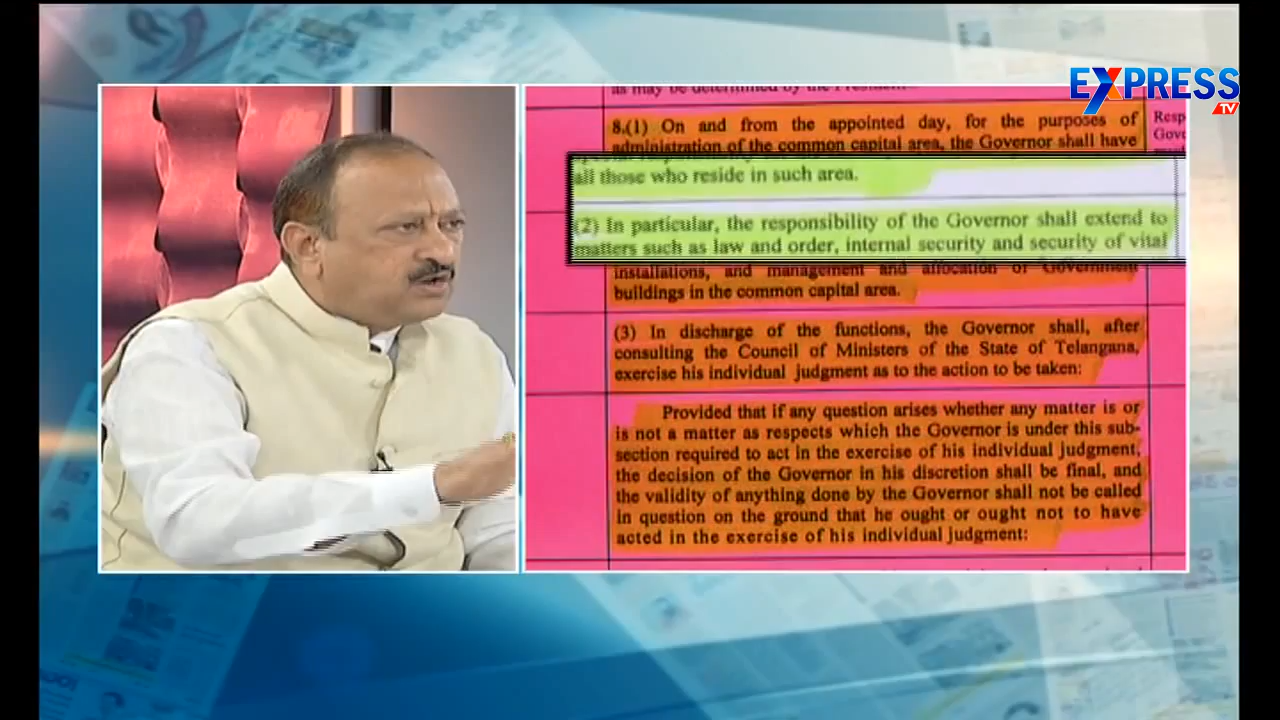 EXPRESS
TV
as may be determined by the President
8.(1) On and from the appointed day, for the purposes of
administration of the common capital area, the Governor shall have
all those who reside in such area.
(2) In particular, the responsibility of the Governor shall extend to
matters such as law and order, internal security and security of vital
installations, and management and allocation of Government
buildings in the common capital area.
(3) In discharge of the functions, the Governor shall, after
consulting the Council of Ministers of the State of Telangana,
exercise his individual judgment as to the action to be taken:
Provided that if any question arises whether any matter is or
is not a matter as respects which the Governor is under this sub-
section required to act in the exercise of his individual judgment,
the decision of the Governor in his discretion shall be final, and
the validity of anything done by the Governor shall not be called
in question on the ground that he ought or ought not to have
acted in the exercise of his individual judgment:
Resp
Gove